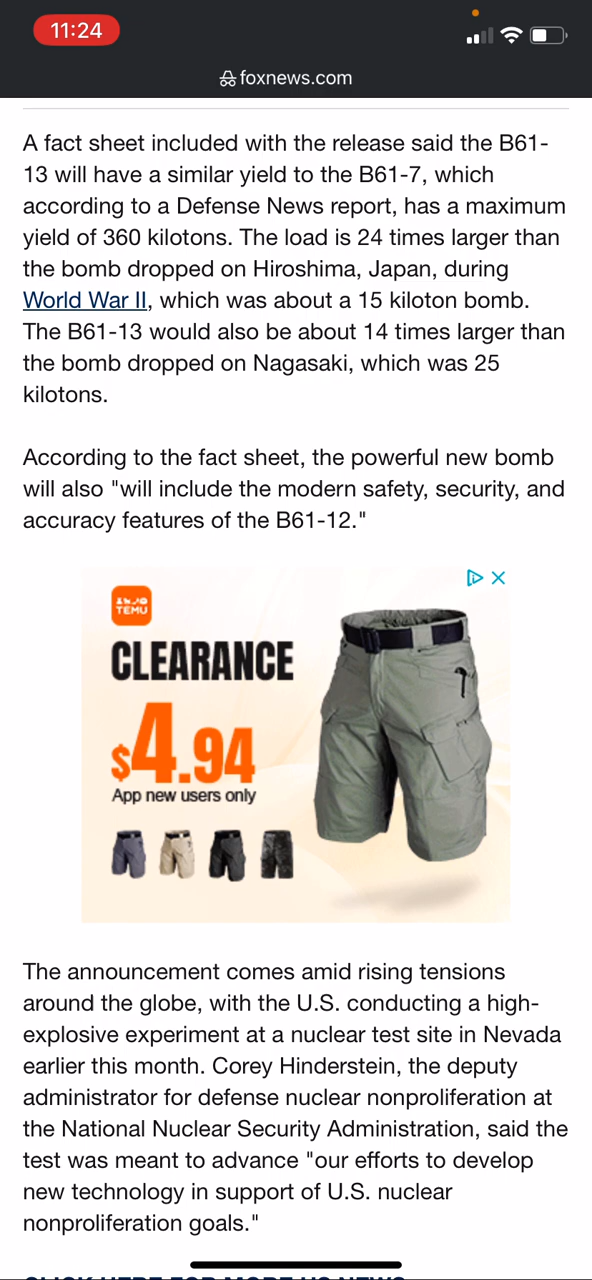 11:24
foxnews.com
A fact sheet included with the release said the B61-
13 will have a similar yield to the B61-7, which
according to a Defense News report, has a maximum
yield of 360 kilotons. The load is 24 times larger than
the bomb dropped on Hiroshima, Japan, during
World War II, which was about a 15 kiloton bomb.
The B61-13 would also be about 14 times larger than
the bomb dropped on Nagasaki, which was 25
kilotons.
According to the fact sheet, the powerful new bomb
will also "will include the modern safety, security, and
accuracy features of the B61-12."
TEMU
CLEARANCE
$4.94
App new users only
The announcement comes amid rising tensions
around the globe, with the U.S. conducting a high-
explosive experiment at a nuclear test site in Nevada
earlier this month. Corey Hinderstein, the deputy
administrator for defense nuclear nonproliferation at
the National Nuclear Security Administration, said the
test was meant to advance "our efforts to develop
new technology in support of U.S. nuclear
nonproliferation goals."
CLICK HERE FOR MORE US NEWS